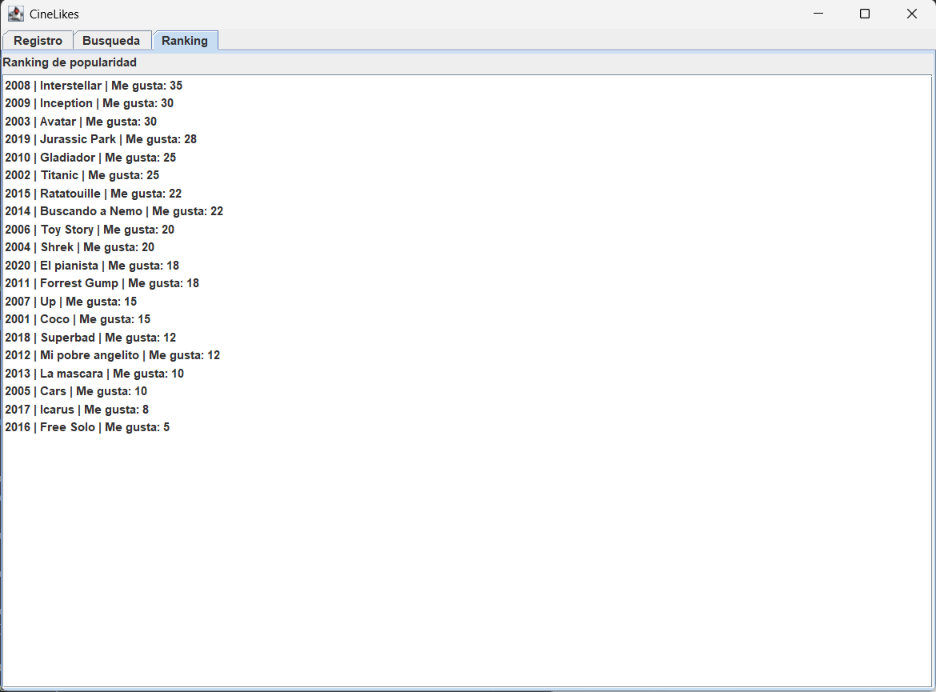 CineLikes
Registro Busqueda Ranking
Ranking de popularidad
2008 | Interstellar | Me gusta: 35
2009 | Inception | Me gusta: 30
2003 | Avatar | Me gusta: 30
2019 | Jurassic Park | Me gusta: 28
2010 | Gladiador | Me gusta: 25
2002 | Titanic | Me gusta: 25
2015 | Ratatouille | Me gusta: 22
2014 | Buscando a Nemo | Me gusta: 22
2006 | Toy Story | Me gusta: 20
2004 | Shrek | Me gusta: 20
2020 | El pianista | Me gusta: 18
2011 | Forrest Gump | Me gusta: 18
2007 | Up | Me gusta: 15
2001 | Coco | Me gusta: 15
2018 | Superbad | Me gusta: 12
2012 | Mi pobre angelito | Me gusta: 12
2013 | La mascara | Me gusta: 10
2005 | Cars | Me gusta: 10
2017 | Icarus | Me gusta: 8
2016 | Free Solo | Me gusta: 5